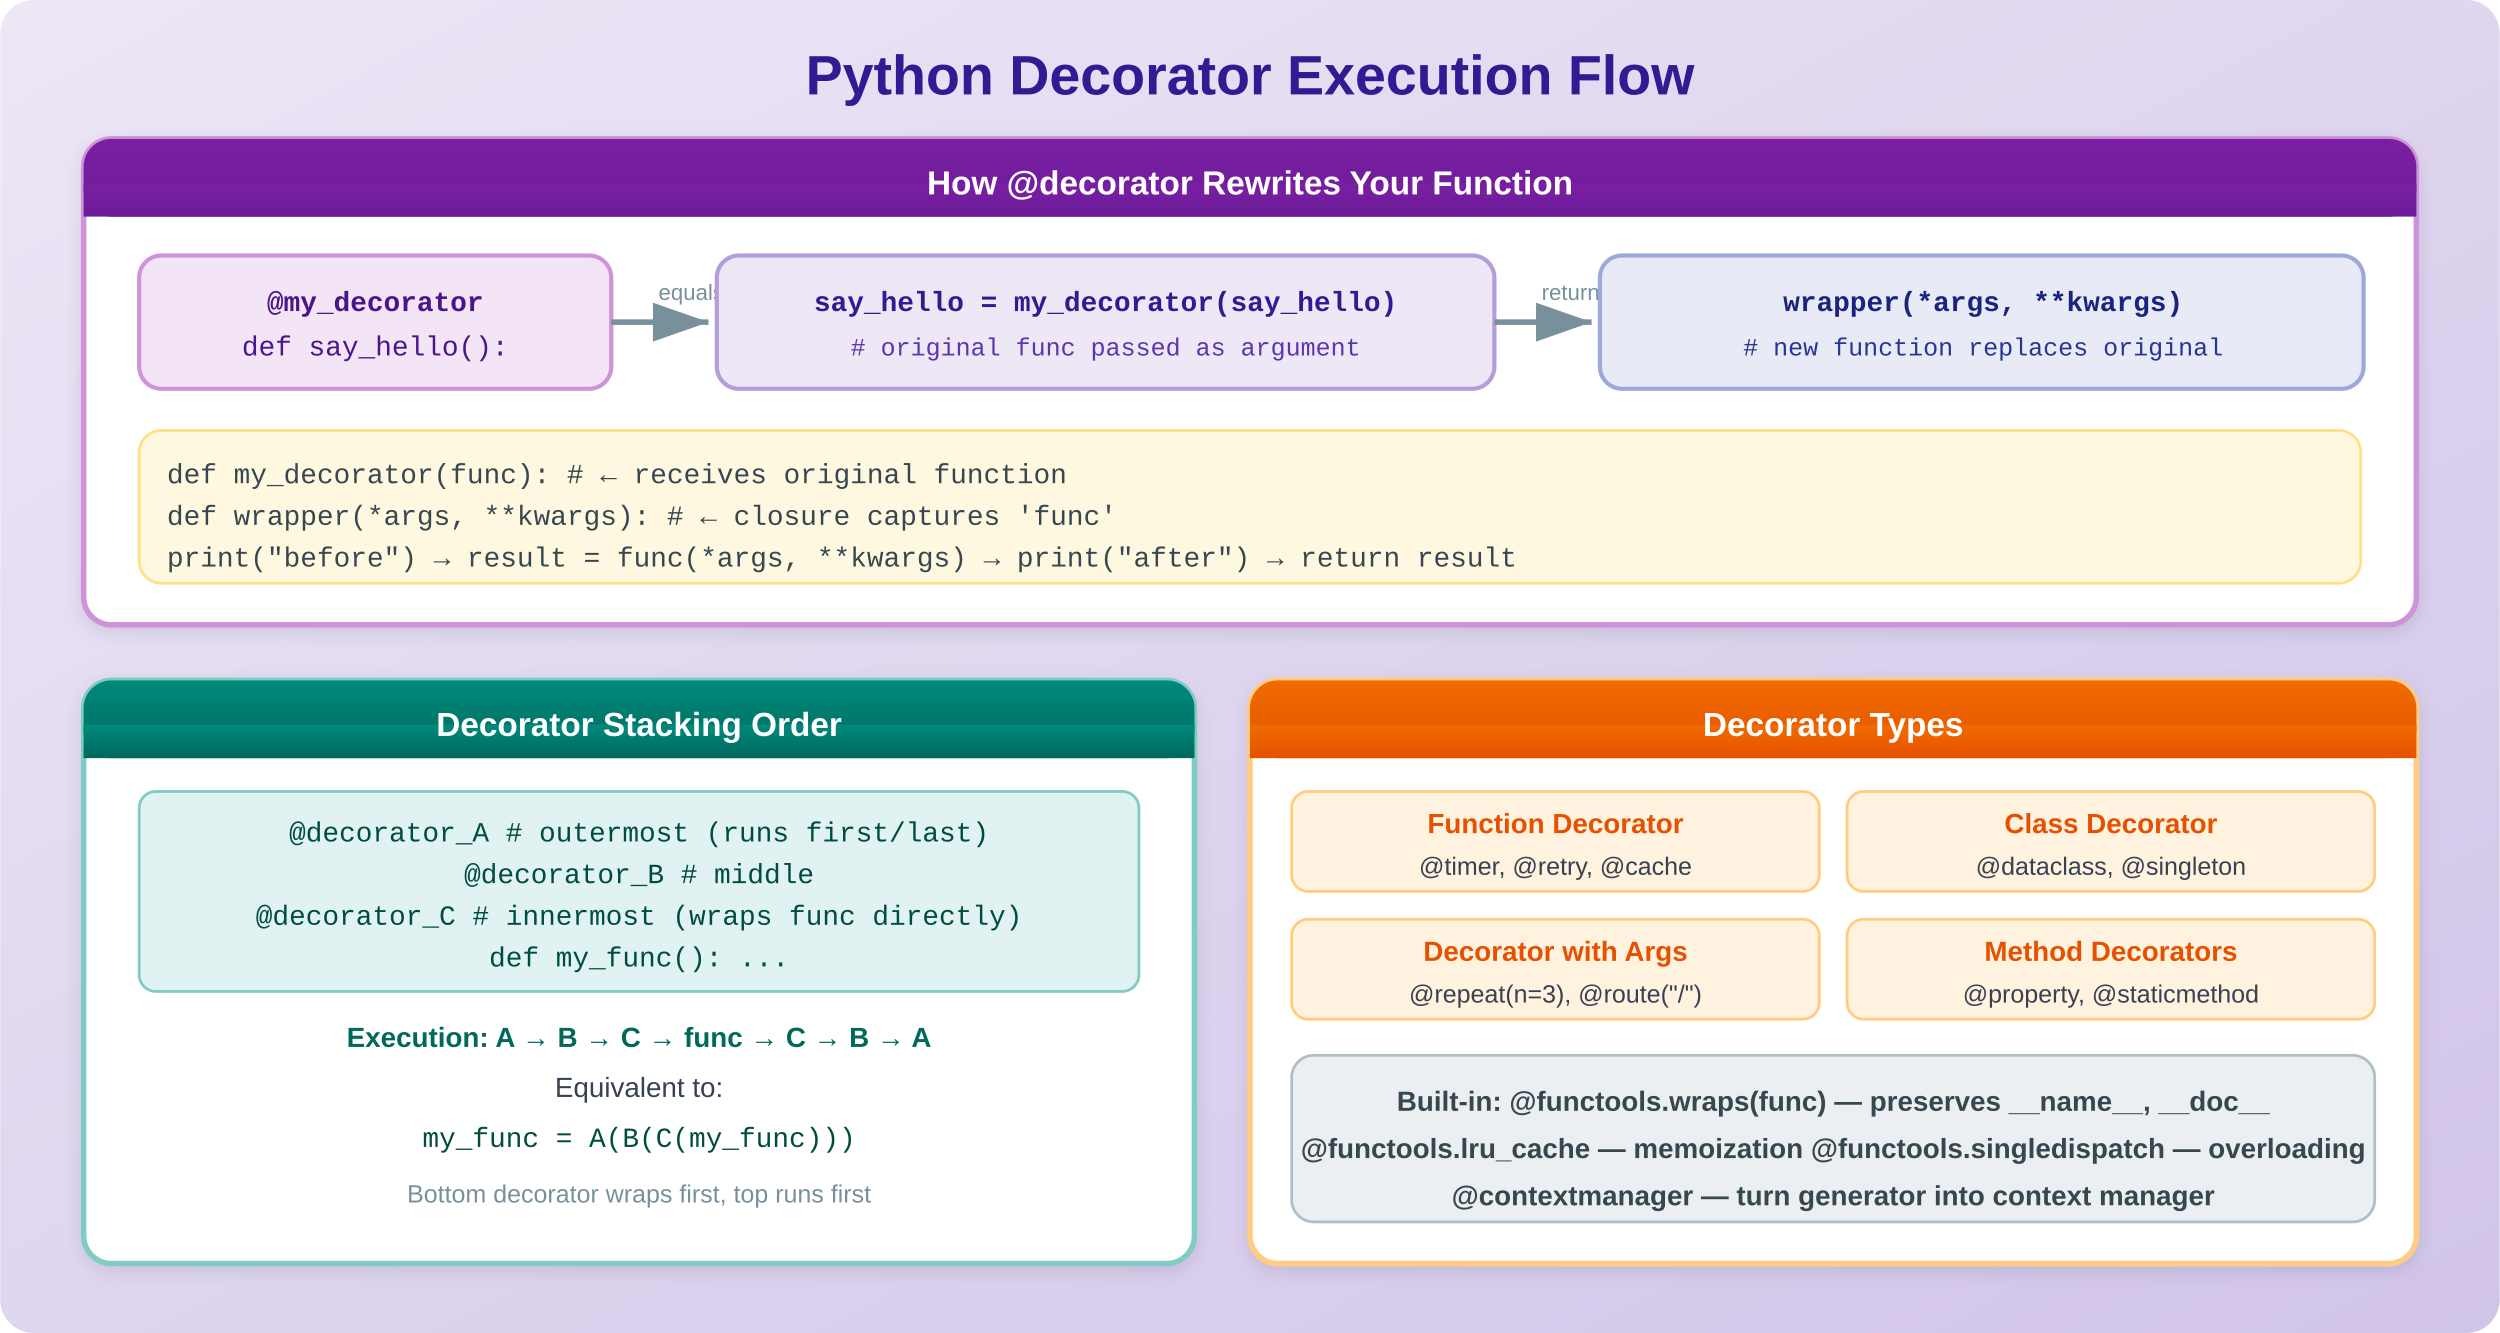 Python Decorator Execution Flow
How @decorator Rewrites Your Function
@my_decorator
def say_hello():
equals
say_hello = my_decorator(say_hello)
# original func passed as argument
return
wrapper(*args, **kwargs)
# new function replaces original
def my_decorator(func): # ← receives original function
def wrapper(*args, **kwargs): # ← closure captures 'func'
print("before") → result = func(*args, **kwargs) → print("after") → return result
Decorator Stacking Order
@decorator_A # outermost (runs first/last)
@decorator_B # middle
@decorator_C # innermost (wraps func directly)
def my_func(): ...
Execution: A → B → C → func → C → B → A
Equivalent to:
my_func = A(B(C(my_func)))
Bottom decorator wraps first, top runs first
Decorator Types
Function Decorator
@timer, @retry, @cache
Class Decorator
@dataclass, @singleton
Decorator with Args
@repeat(n=3), @route("/")
Method Decorators
@property, @staticmethod
Built-in: @functools.wraps(func) — preserves __name__, __doc__
@functools.lru_cache — memoization @functools.singledispatch — overloading
@contextmanager — turn generator into context manager